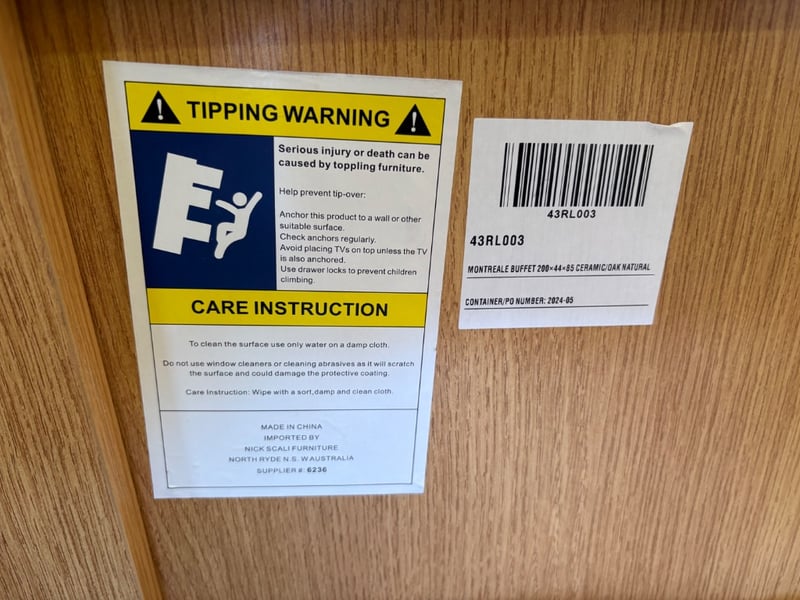 TIPPING WARNING
Serious injury or death can be
caused by toppling furniture.
Help prevent tip-over:
Anchor this product to a wall or other
suitable surface.
Check anchors regularly.
Avoid placing TVs on top unless the TV
is also anchored.
Use drawer locks to prevent children
climbing.
CARE INSTRUCTION
To clean the surface use only water on a damp cloth.
Do not use window cleaners or cleaning abrasives as it will scratch
the surface and could damage the protective coating.
Care Instruction: Wipe with a sort,damp and clean cloth.
MADE IN CHINA
IMPORTED BY
NICK SCALI FURNITURE
NORTH RYDE N.S. WAUSTRALIA
SUPPLIER #: 6236
43RL003
43RL003
MONTREALE BUFFET 200×44×85 CERAMIC/OAK NATURAL
CONTAINER/PO NUMBER: 2024-05